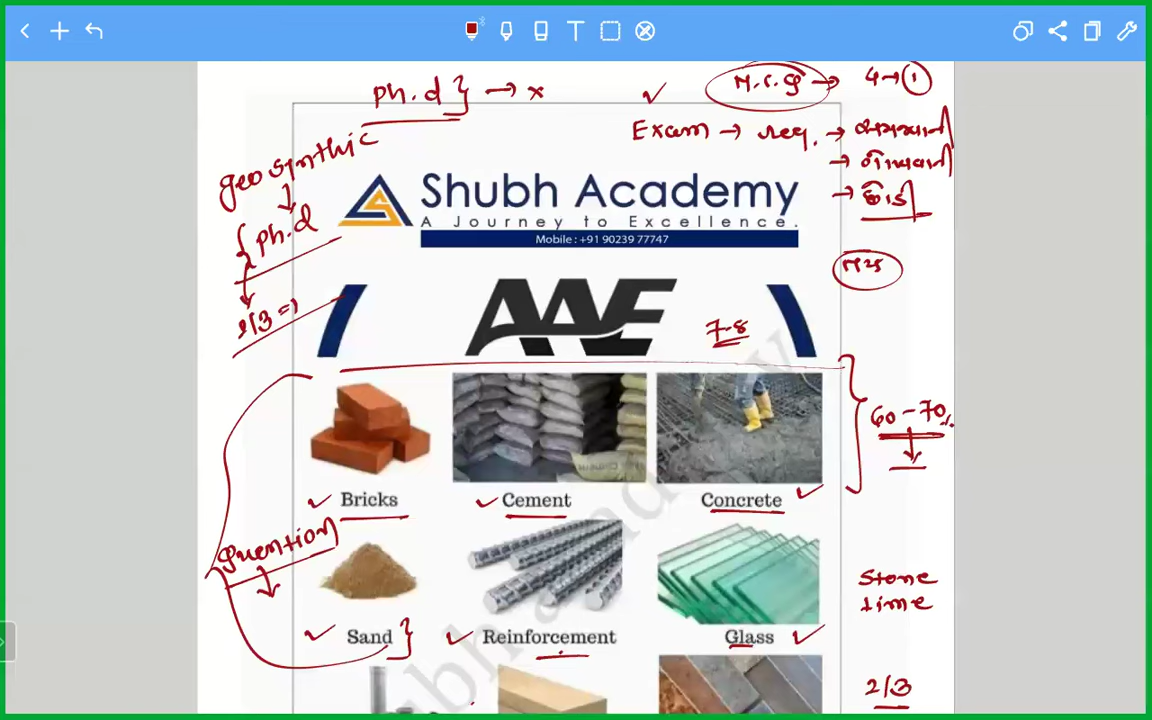 Ph.d } → x
M.C.Q → 4 → 1
Exam → req. →
geosynthic
Shubh Academy
A Journey to Excellence.
Mobile : +91 90239 77747
{ Ph.d
M25
2/3 =>
AAE
7-8
60-70%
Bricks
Cement
Concrete
question
Stone
lime
Sand }
Reinforcement
Glass
2/3